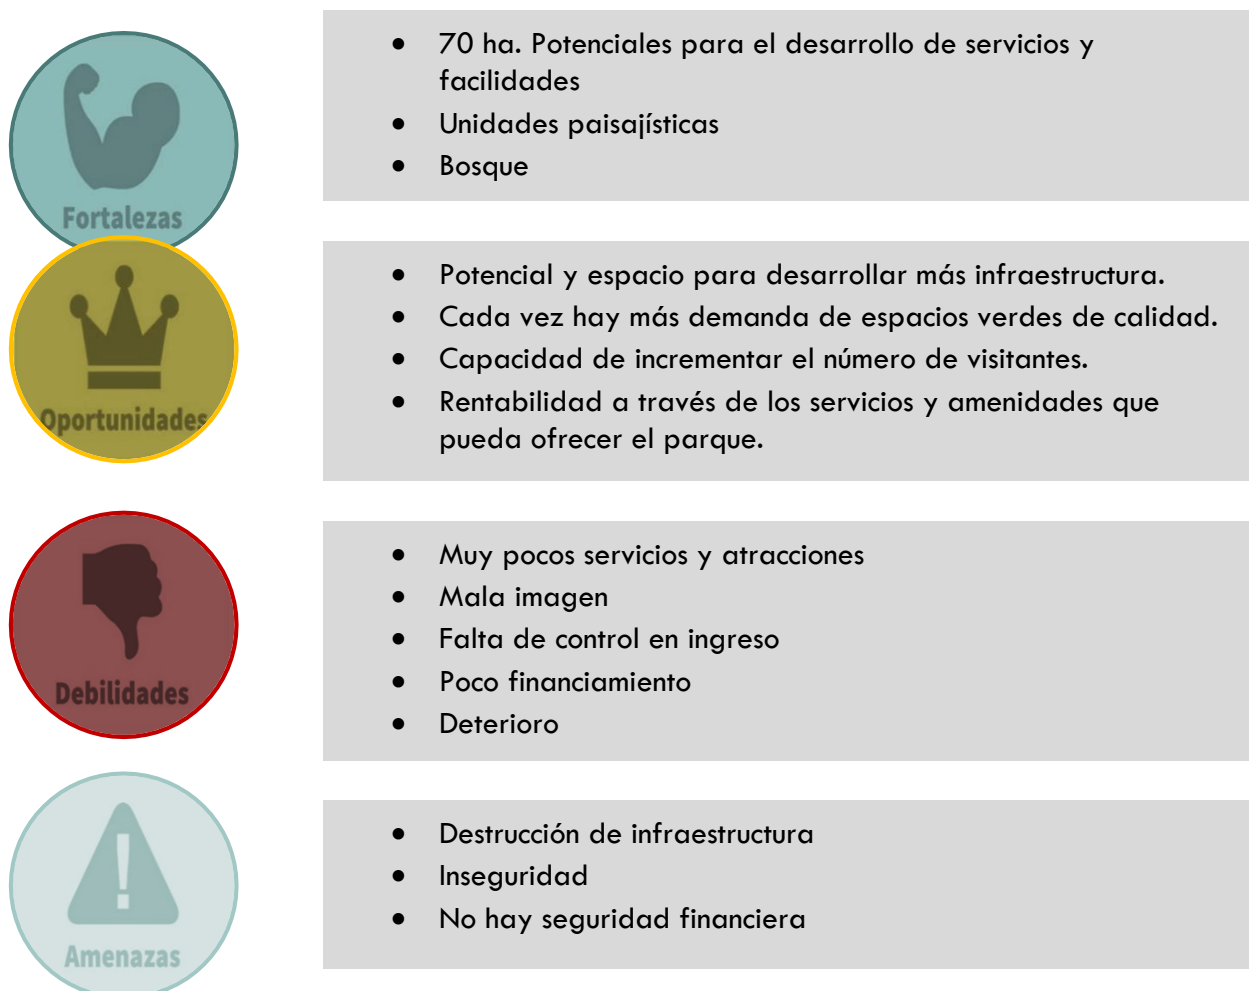 Fortalezas
• 70 ha. Potenciales para el desarrollo de servicios y
facilidades
• Unidades paisajísticas
• Bosque
Oportunidades
• Potencial y espacio para desarrollar más infraestructura.
• Cada vez hay más demanda de espacios verdes de calidad.
• Capacidad de incrementar el número de visitantes.
• Rentabilidad a través de los servicios y amenidades que
pueda ofrecer el parque.
Debilidades
• Muy pocos servicios y atracciones
• Mala imagen
• Falta de control en ingreso
• Poco financiamiento
• Deterioro
Amenazas
• Destrucción de infraestructura
• Inseguridad
• No hay seguridad financiera